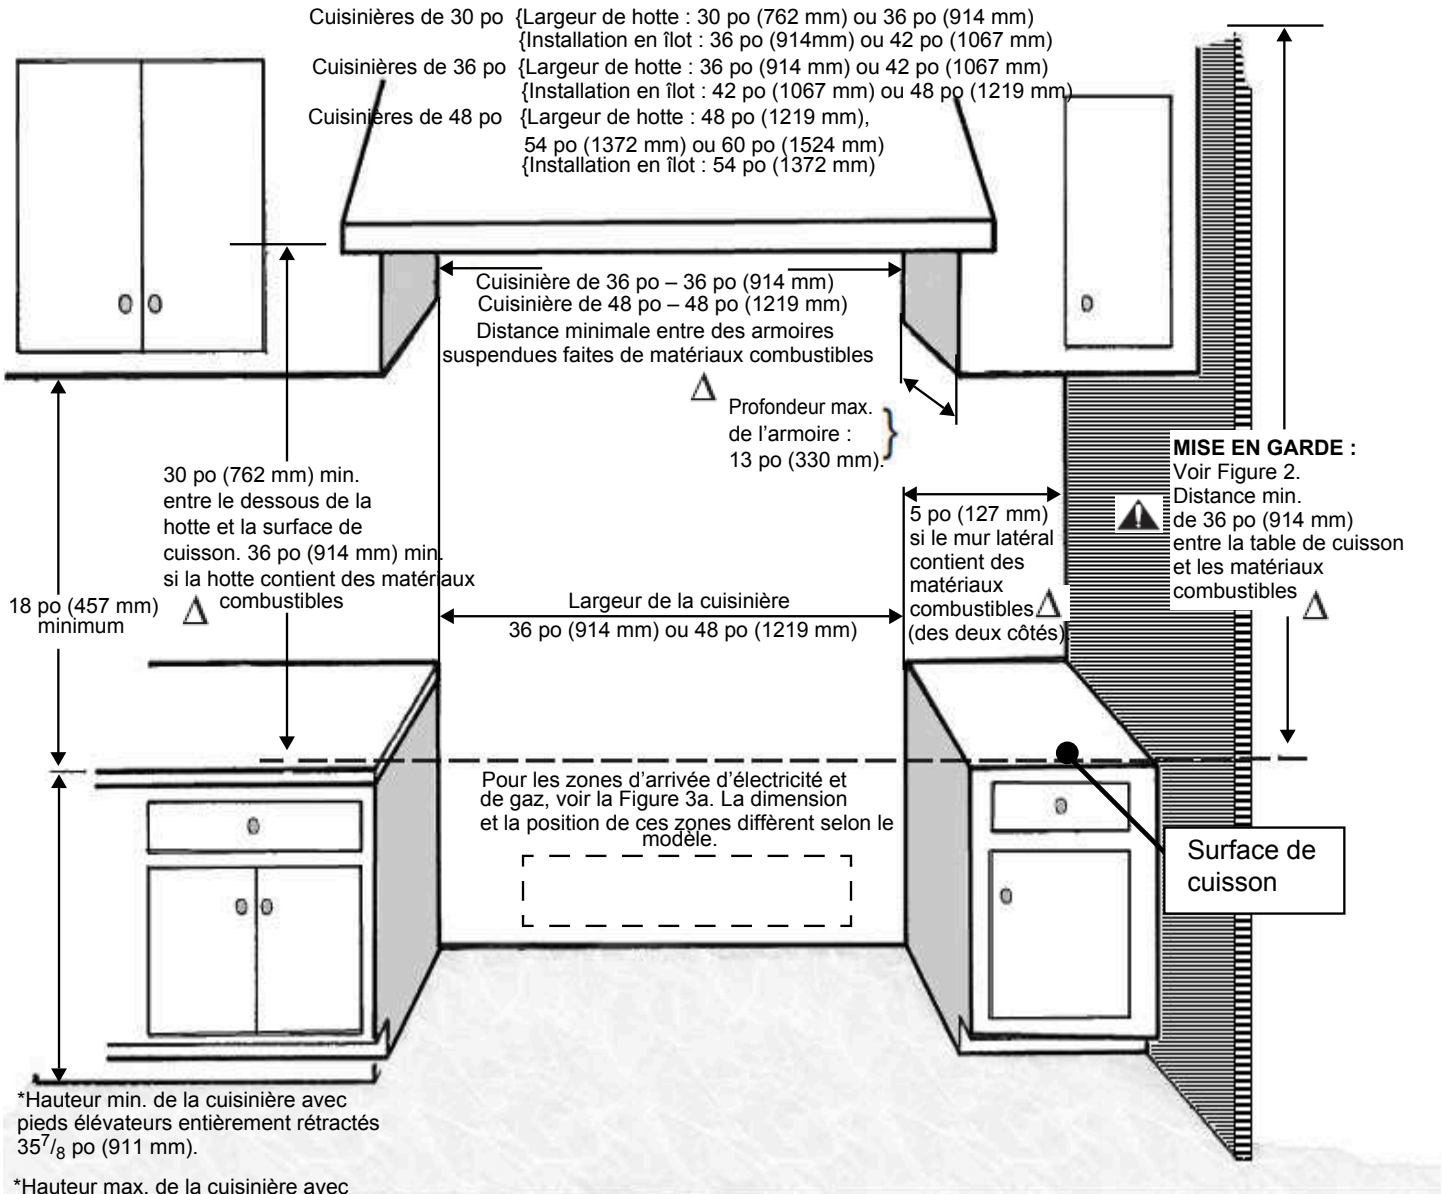 Cuisinières de 30 po {Largeur de hotte : 30 po (762 mm) ou 36 po (914 mm)
{Installation en îlot : 36 po (914mm) ou 42 po (1067 mm)
Cuisinières de 36 po {Largeur de hotte : 36 po (914 mm) ou 42 po (1067 mm)
{Installation en îlot : 42 po (1067 mm) ou 48 po (1219 mm)
Cuisinières de 48 po {Largeur de hotte : 48 po (1219 mm),
54 po (1372 mm) ou 60 po (1524 mm)
{Installation en îlot : 54 po (1372 mm)
Cuisinière de 36 po – 36 po (914 mm)
Cuisinière de 48 po – 48 po (1219 mm)
Distance minimale entre des armoires
suspendues faites de matériaux combustibles
Profondeur max.
de l’armoire :
13 po (330 mm).
30 po (762 mm) min.
entre le dessous de la
hotte et la surface de
cuisson. 36 po (914 mm) min.
si la hotte contient des matériaux
combustibles
18 po (457 mm)
minimum
MISE EN GARDE :
Voir Figure 2.
Distance min.
de 36 po (914 mm)
entre la table de cuisson
et les matériaux
combustibles
5 po (127 mm)
si le mur latéral
contient des
matériaux
combustibles
(des deux côtés).
Largeur de la cuisinière
36 po (914 mm) ou 48 po (1219 mm)
Pour les zones d’arrivée d’électricité et
de gaz, voir la Figure 3a. La dimension
et la position de ces zones diffèrent selon le
modèle.
Surface de
cuisson
*Hauteur min. de la cuisinière avec
pieds élévateurs entièrement rétractés
35 7/8 po (911 mm).
*Hauteur max. de la cuisinière avec